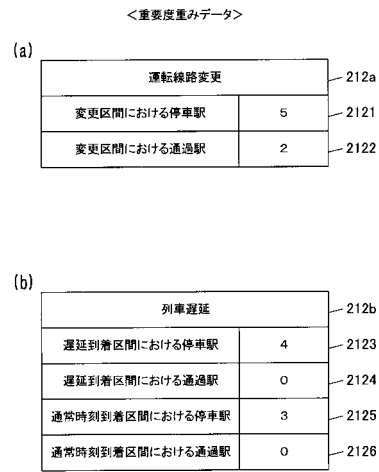 ＜重要度重みデータ＞
(a)
運転線路変更 212a
変更区間における停車駅 5 2121
変更区間における通過駅 2 2122
(b)
列車遅延 212b
遅延到着区間における停車駅 4 2123
遅延到着区間における通過駅 0 2124
通常時刻到着区間における停車駅 3 2125
通常時刻到着区間における通過駅 0 2126